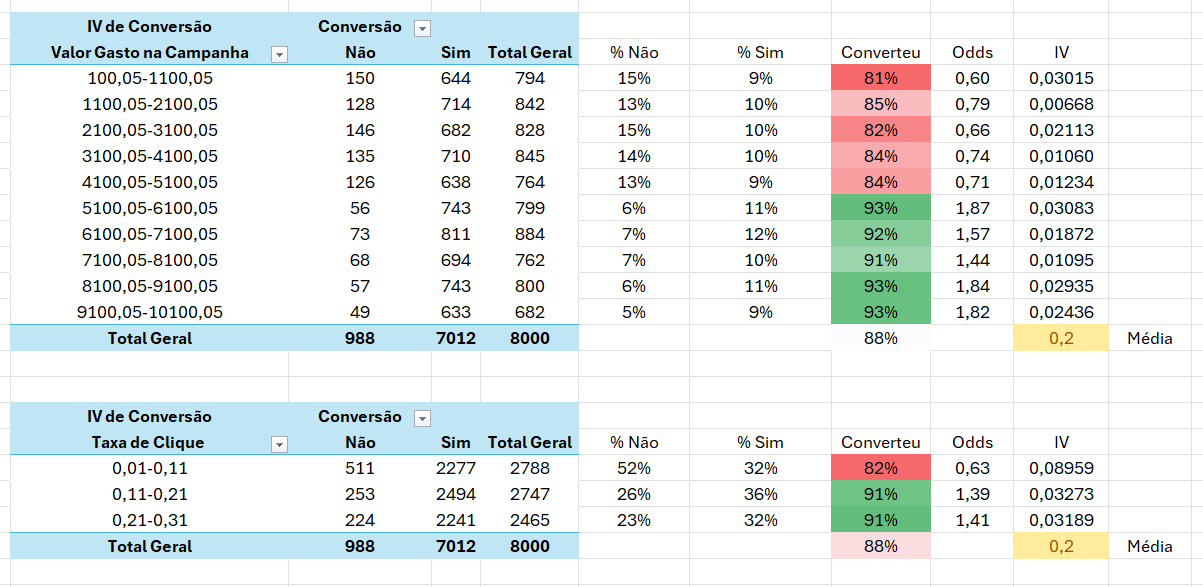 IV de Conversão Conversão
Valor Gasto na Campanha Não Sim Total Geral % Não % Sim Converteu Odds IV
100,05-1100,05 150 644 794 15% 9% 81% 0,60 0,03015
1100,05-2100,05 128 714 842 13% 10% 85% 0,79 0,00668
2100,05-3100,05 146 682 828 15% 10% 82% 0,66 0,02113
3100,05-4100,05 135 710 845 14% 10% 84% 0,74 0,01060
4100,05-5100,05 126 638 764 13% 9% 84% 0,71 0,01234
5100,05-6100,05 56 743 799 6% 11% 93% 1,87 0,03083
6100,05-7100,05 73 811 884 7% 12% 92% 1,57 0,01872
7100,05-8100,05 68 694 762 7% 10% 91% 1,44 0,01095
8100,05-9100,05 57 743 800 6% 11% 93% 1,84 0,02935
9100,05-10100,05 49 633 682 5% 9% 93% 1,82 0,02436
Total Geral 988 7012 8000 88% 0,2 Média
IV de Conversão Conversão
Taxa de Clique Não Sim Total Geral % Não % Sim Converteu Odds IV
0,01-0,11 511 2277 2788 52% 32% 82% 0,63 0,08959
0,11-0,21 253 2494 2747 26% 36% 91% 1,39 0,03273
0,21-0,31 224 2241 2465 23% 32% 91% 1,41 0,03189
Total Geral 988 7012 8000 88% 0,2 Média